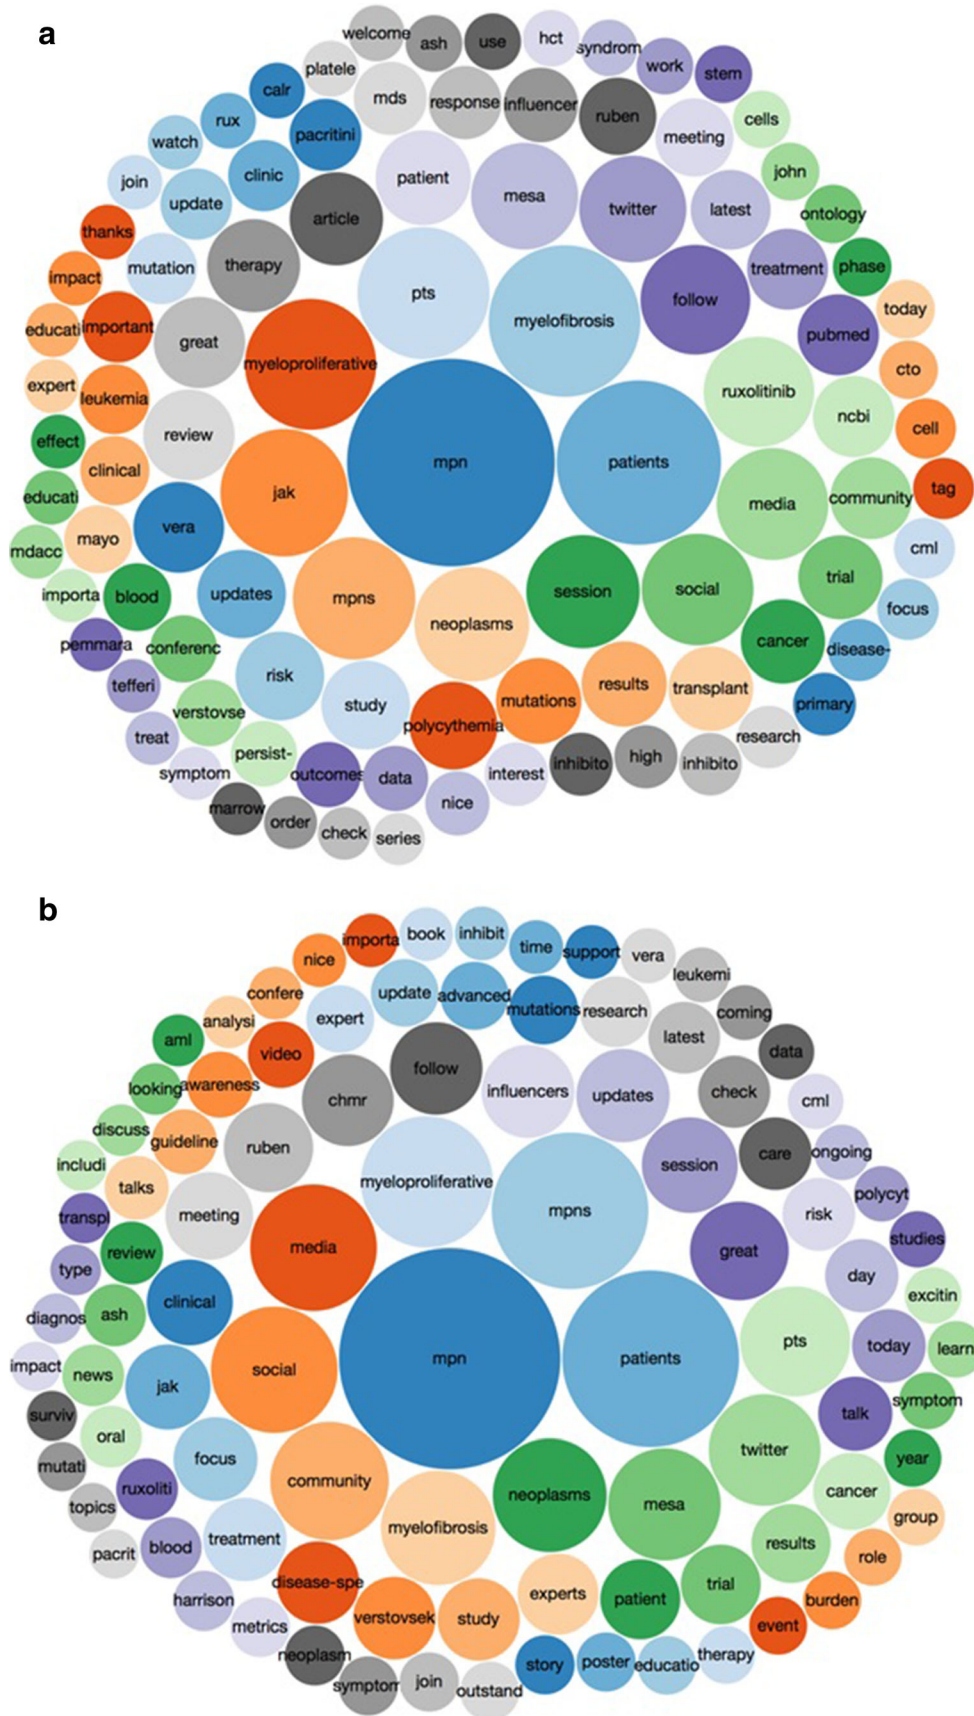 a
welcome
ash
use
hct
syndrom
work
stem
platele
mds
response
influencer
ruben
meeting
cells
calr
rux
pacritini
watch
clinic
patient
mesa
twitter
latest
john
join
update
article
ontology
thanks
mutation
therapy
pts
myelofibrosis
follow
treatment
phase
impact
important
great
myeloproliferative
pubmed
today
educati
expert
leukemia
review
ruxolitinib
ncbi
cto
cell
effect
clinical
jak
mpn
patients
media
community
tag
educati
vera
mdacc
mayo
cml
importa
blood
updates
mpns
neoplasms
session
social
trial
focus
pemmara
conferenc
risk
cancer
disease-
tefferi
verstovse
study
polycythemia
mutations
results
transplant
primary
treat
persist-
research
symptom
outcomes
data
nice
interest
inhibito
high
inhibito
marrow
order
check
series
b
importa
book
inhibit
time
support
vera
nice
leukemi
confere
update
advanced
mutations
research
latest
coming
analysi
expert
aml
video
follow
data
looking
awareness
chmr
influencers
updates
check
cml
discuss
guideline
ruben
care
ongoing
includi
talks
myeloproliferative
mpns
session
polycyt
transpl
meeting
risk
review
media
great
studies
type
day
diagnos
ash
clinical
excitin
impact
news
jak
social
mpn
patients
pts
today
learn
surviv
oral
talk
symptom
mutati
focus
twitter
year
topics
ruxoliti
community
neoplasms
mesa
cancer
group
pacrit
blood
treatment
myelofibrosis
results
role
harrison
disease-spe
experts
patient
trial
burden
metrics
verstovsek
study
event
neoplasm
story
poster
educatio
therapy
symptom
join
outstand